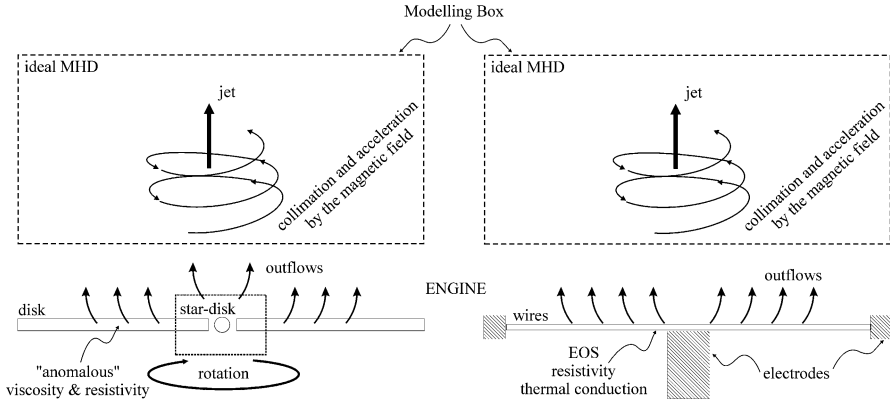 Modelling Box
ideal MHD
jet
collimation and acceleration
by the magnetic field
ideal MHD
jet
collimation and acceleration
by the magnetic field
outflows
disk
star-disk
"anomalous"
viscosity & resistivity
rotation
ENGINE
outflows
wires
EOS
resistivity
thermal conduction
electrodes